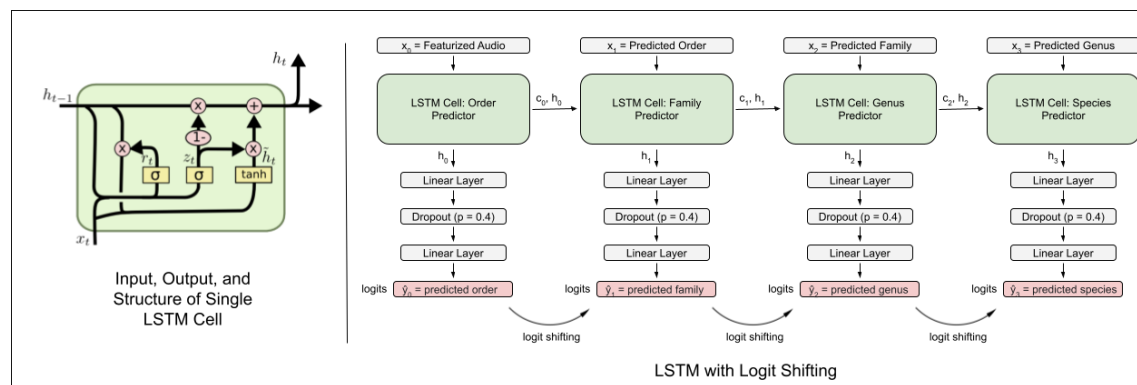 h_t
h_{t-1}
x
+
1-
x
r_t
z_t
x
h̃_t
σ
σ
tanh
x_t
Input, Output, and
Structure of Single
LSTM Cell
x₀ = Featurized Audio
x₁ = Predicted Order
x₂ = Predicted Family
x₃ = Predicted Genus
LSTM Cell: Order
Predictor
c₀, h₀
LSTM Cell: Family
Predictor
c₁, h₁
LSTM Cell: Genus
Predictor
c₂, h₂
LSTM Cell: Species
Predictor
h₀
h₁
h₂
h₃
Linear Layer
Linear Layer
Linear Layer
Linear Layer
Dropout (p = 0.4)
Dropout (p = 0.4)
Dropout (p = 0.4)
Dropout (p = 0.4)
Linear Layer
Linear Layer
Linear Layer
Linear Layer
logits
ŷ₀ = predicted order
logits
ŷ₁ = predicted family
logits
ŷ₂ = predicted genus
logits
ŷ₃ = predicted species
logit shifting
logit shifting
logit shifting
LSTM with Logit Shifting